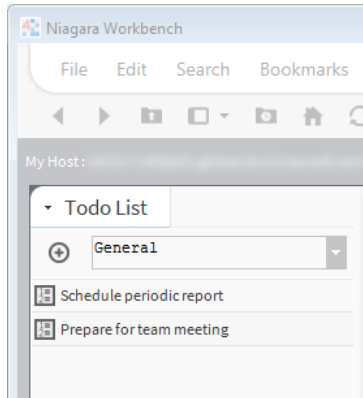 Niagara Workbench
File Edit Search Bookmarks
My Host:
Todo List
General
Schedule periodic report
Prepare for team meeting